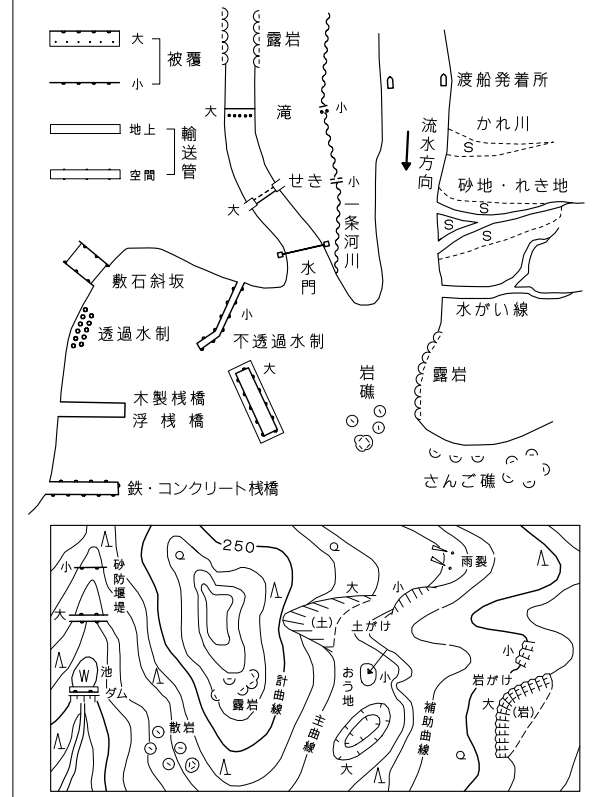 大
被覆
小
地上
輸送管
空間
露岩
大
滝
小
せき
小
大
一条河川
水門
流水方向
渡船発着所
かれ川
S
砂地・れき地
S
S
S
水がい線
敷石斜坂
透過水制
小
不透過水制
大
木製桟橋
浮桟橋
鉄・コンクリート桟橋
岩礁
露岩
さんご礁
小
砂防堰堤
大
W
池
ダム
散岩
250
露岩
計曲線
主曲線
大
(土)
小
土がけ
おう地
小
大
補助曲線
雨裂
小
岩がけ
大
(岩)